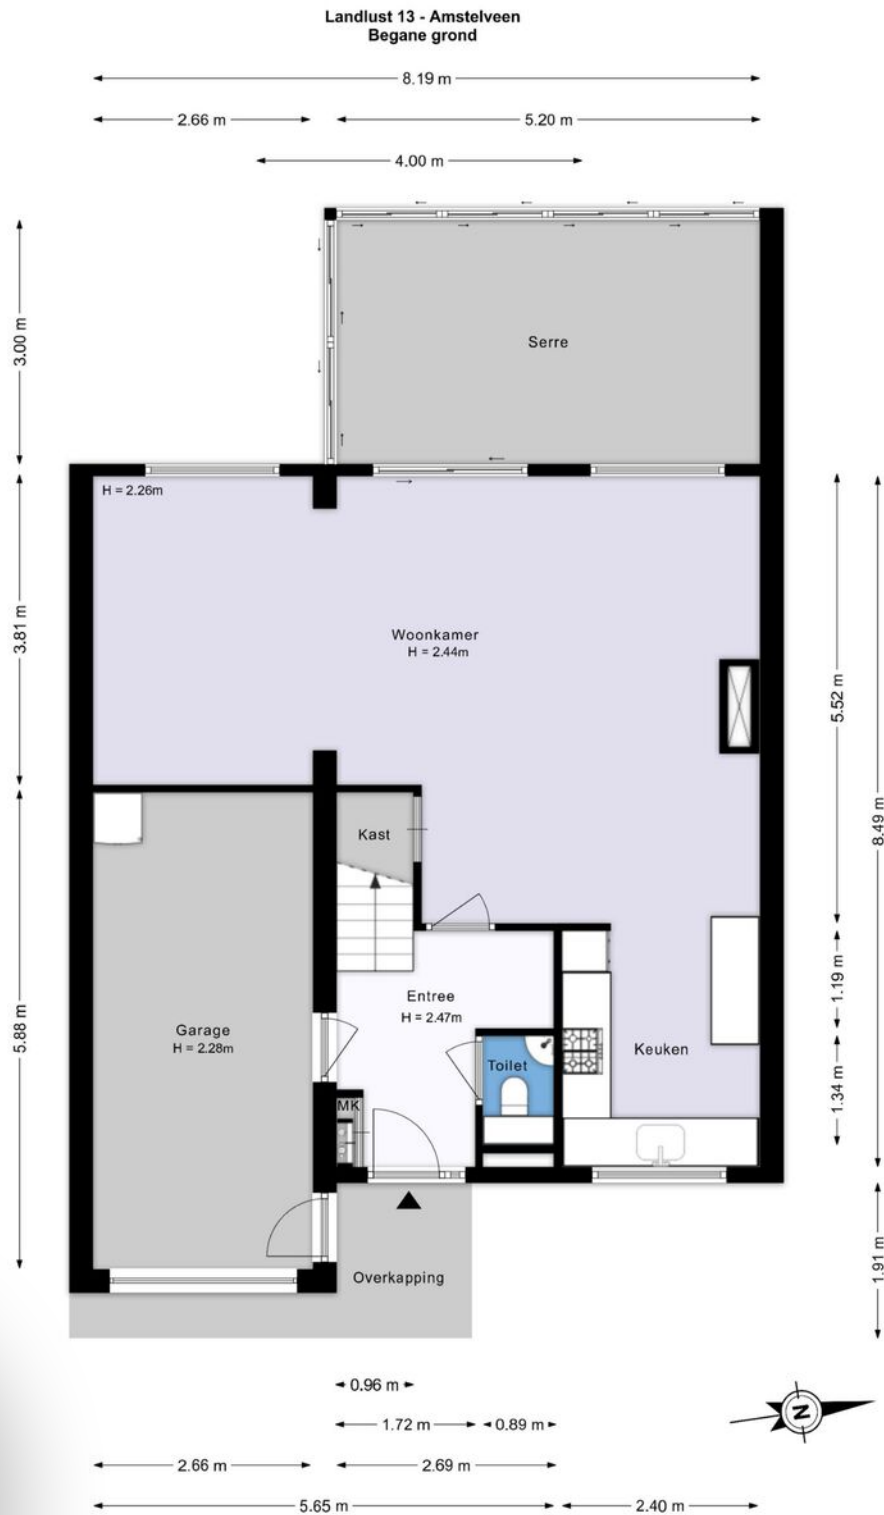 Landlust 13 - Amstelveen
Begane grond
8.19 m
2.66 m
5.20 m
4.00 m
3.00 m
Serre
H = 2.26m
3.81 m
Woonkamer
H = 2.44m
5.52 m
8.49 m
Kast
Entree
H = 2.47m
1.19 m
Garage
H = 2.28m
5.88 m
Toilet
Keuken
1.34 m
MK
Overkapping
1.91 m
0.96 m
1.72 m
0.89 m
N
2.66 m
2.69 m
5.65 m
2.40 m